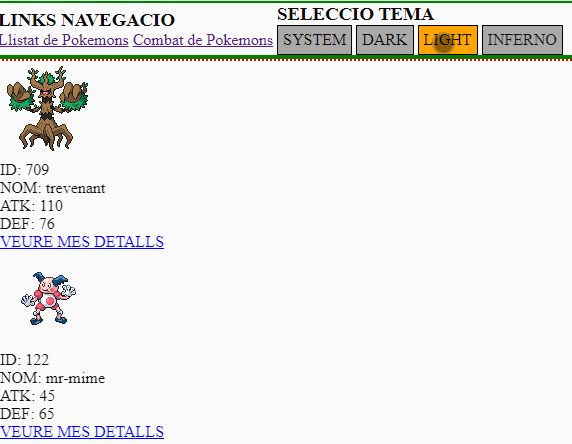 LINKS NAVEGACIO
Llistat de Pokemons Combat de Pokemons
SELECCIO TEMA
SYSTEM DARK LIGHT INFERNO
ID: 709
NOM: trevenant
ATK: 110
DEF: 76
VEURE MES DETALLS
ID: 122
NOM: mr-mime
ATK: 45
DEF: 65
VEURE MES DETALLS